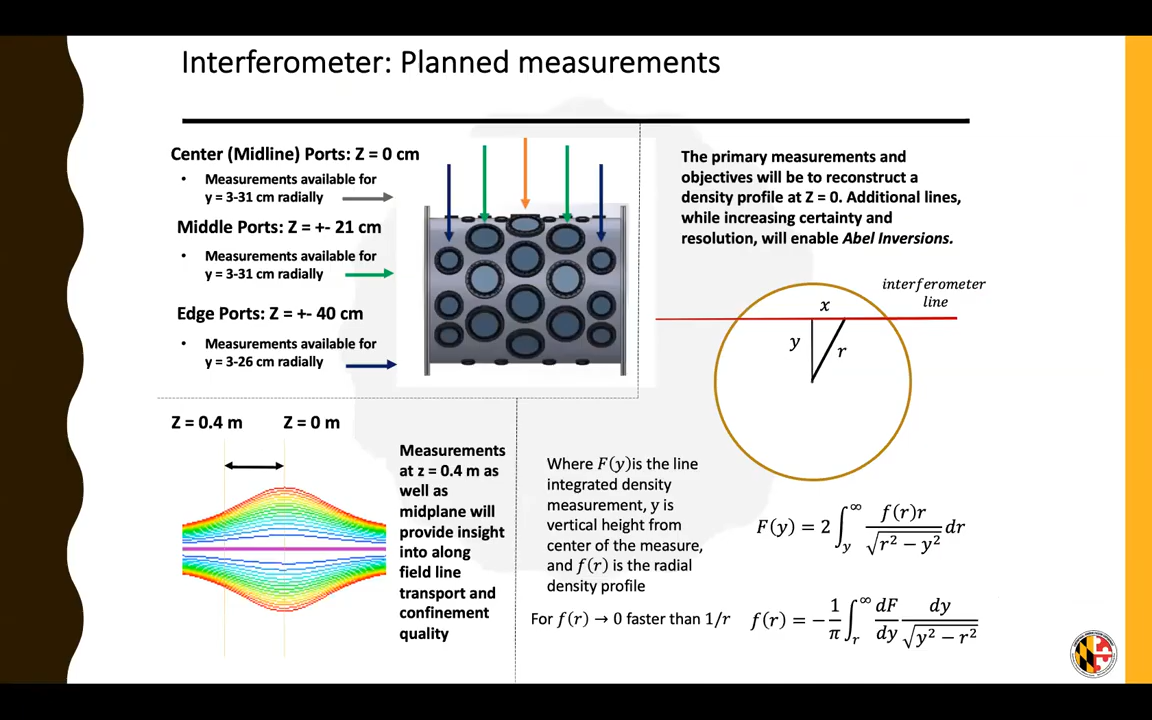 Interferometer: Planned measurements
Center (Midline) Ports: Z = 0 cm
• Measurements available for
y = 3-31 cm radially
Middle Ports: Z = +- 21 cm
• Measurements available for
y = 3-31 cm radially
Edge Ports: Z = +- 40 cm
• Measurements available for
y = 3-26 cm radially
The primary measurements and
objectives will be to reconstruct a
density profile at Z = 0. Additional lines,
while increasing certainty and
resolution, will enable Abel Inversions.
interferometer
line
x
y
r
Z = 0.4 m Z = 0 m
Measurements
at z = 0.4 m as
well as
midplane will
provide insight
into along
field line
transport and
confinement
quality
Where F(y)is the line
integrated density
measurement, y is
vertical height from
center of the measure,
and f(r) is the radial
density profile
F(y) = 2 ∫_y^∞ f(r)r / √(r² − y²) dr
For f(r) → 0 faster than 1/r f(r) = − 1/π ∫_r^∞ dF/dy dy / √(y² − r²)